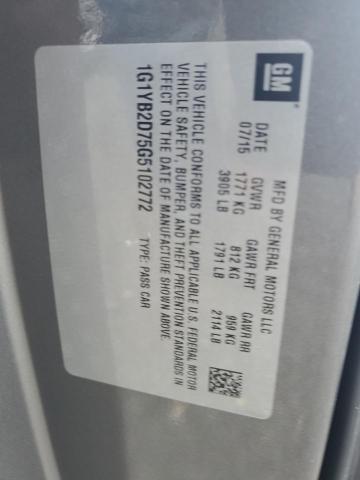 GM
MFD BY GENERAL MOTORS LLC
DATE GVWR GAWR FRT GAWR RR
07/15 1771 KG 812 KG 959 KG
3905 LB 1791 LB 2114 LB
THIS VEHICLE CONFORMS TO ALL APPLICABLE U.S. FEDERAL MOTOR
VEHICLE SAFETY, BUMPER, AND THEFT PREVENTION STANDARDS IN
EFFECT ON THE DATE OF MANUFACTURE SHOWN ABOVE.
1G1YB2D75G5102772 TYPE: PASS CAR